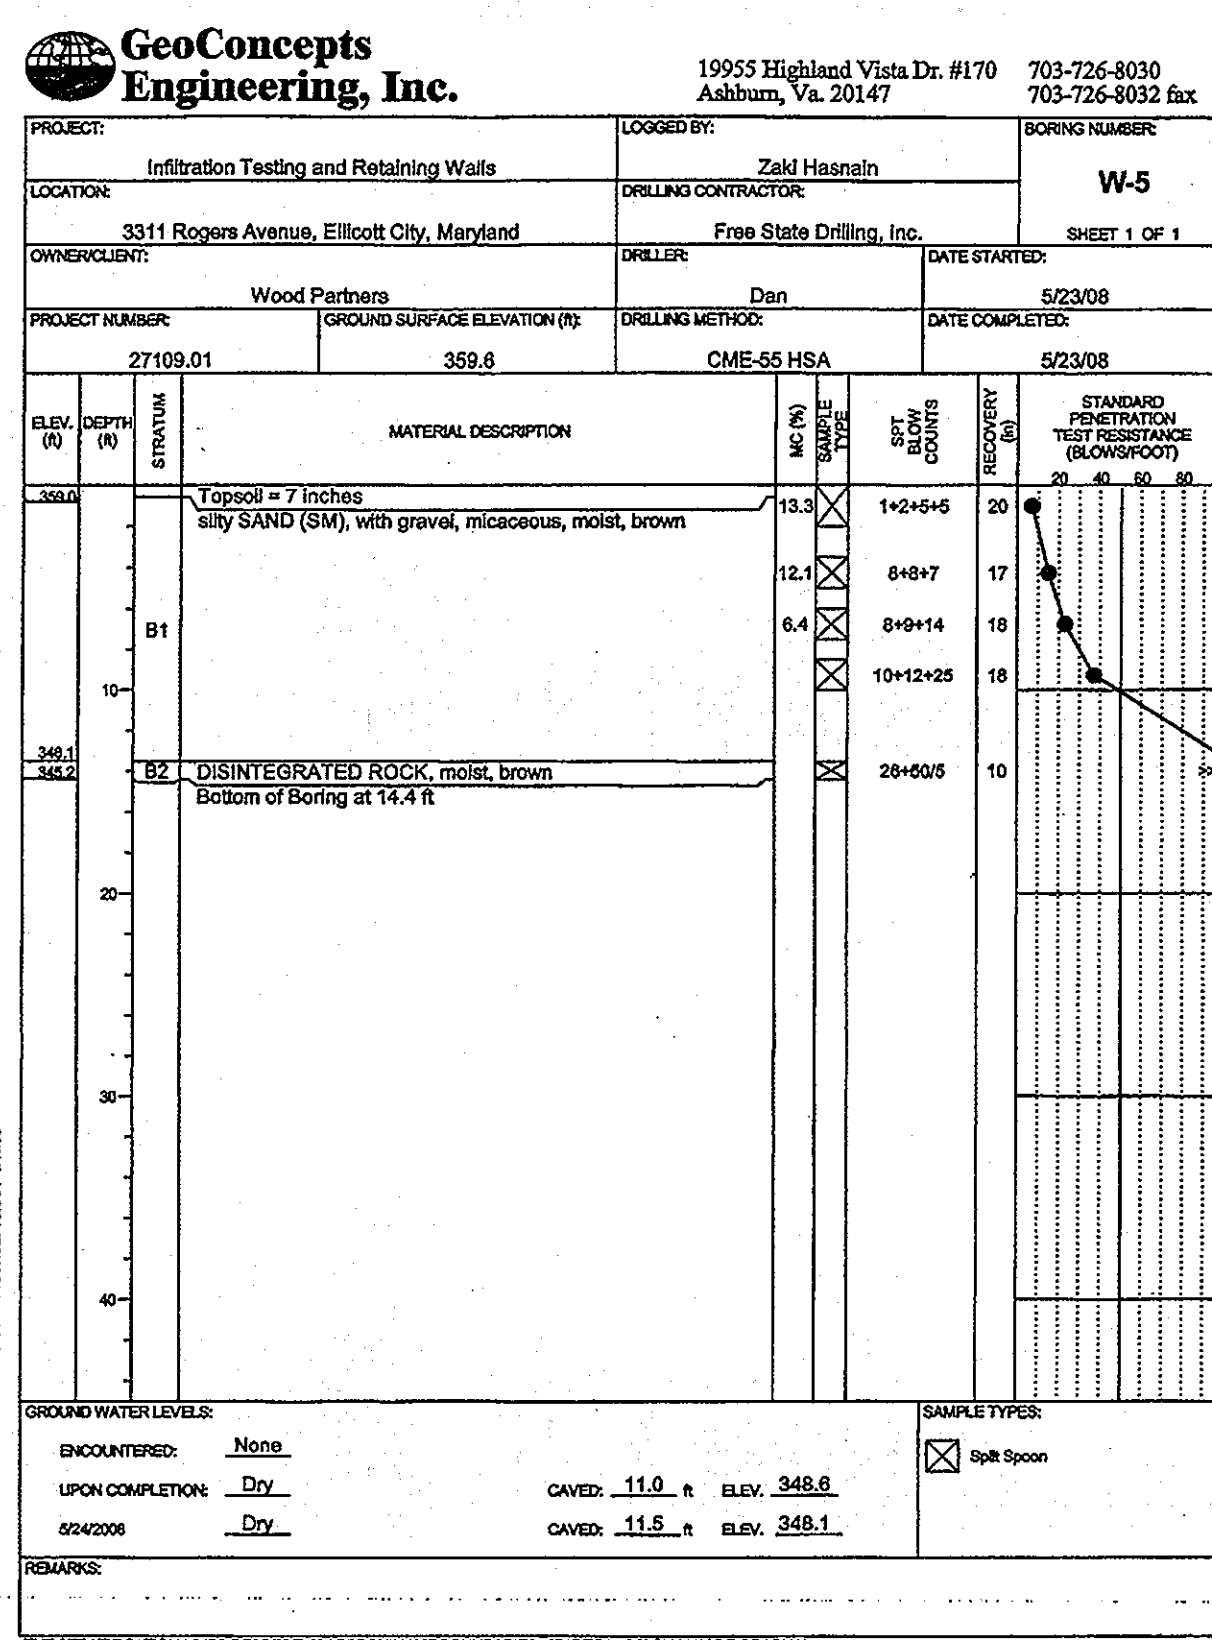 GeoConcepts
Engineering, Inc.
19955 Highland Vista Dr. #170 703-726-8030
Ashburn, Va. 20147 703-726-8032 fax
PROJECT: LOGGED BY: BORING NUMBER:
Infiltration Testing and Retaining Walls Zaki Hasnain
W-5
LOCATION: DRILLING CONTRACTOR:
3311 Rogers Avenue, Ellicott City, Maryland Free State Drilling, Inc. SHEET 1 OF 1
OWNER/CLIENT: DRILLER: DATE STARTED:
Wood Partners Dan 5/23/08
PROJECT NUMBER: GROUND SURFACE ELEVATION (ft): DRILLING METHOD: DATE COMPLETED:
27109.01 359.6 CME-55 HSA 5/23/08
ELEV. (ft) DEPTH (ft) STRATUM MATERIAL DESCRIPTION MC (%) SAMPLE TYPE SPT BLOW COUNTS RECOVERY (in) STANDARD PENETRATION TEST RESISTANCE (BLOWS/FOOT)
20 40 60 80
359.0 Topsoil = 7 inches
13.3 1+2+5+5 20
silty SAND (SM), with gravel, micaceous, moist, brown
12.1 8+8+7 17
B1 6.4 8+9+14 18
10+12+25 18
10
346.1
345.2 B2 DISINTEGRATED ROCK, moist, brown 26+50/5 10 >>
Bottom of Boring at 14.4 ft
20
30
40
GROUND WATER LEVELS: SAMPLE TYPES:
ENCOUNTERED: None Split Spoon
UPON COMPLETION: Dry CAVED: 11.0 ft ELEV. 348.6
5/24/2008 Dry CAVED: 11.5 ft ELEV. 348.1
REMARKS: